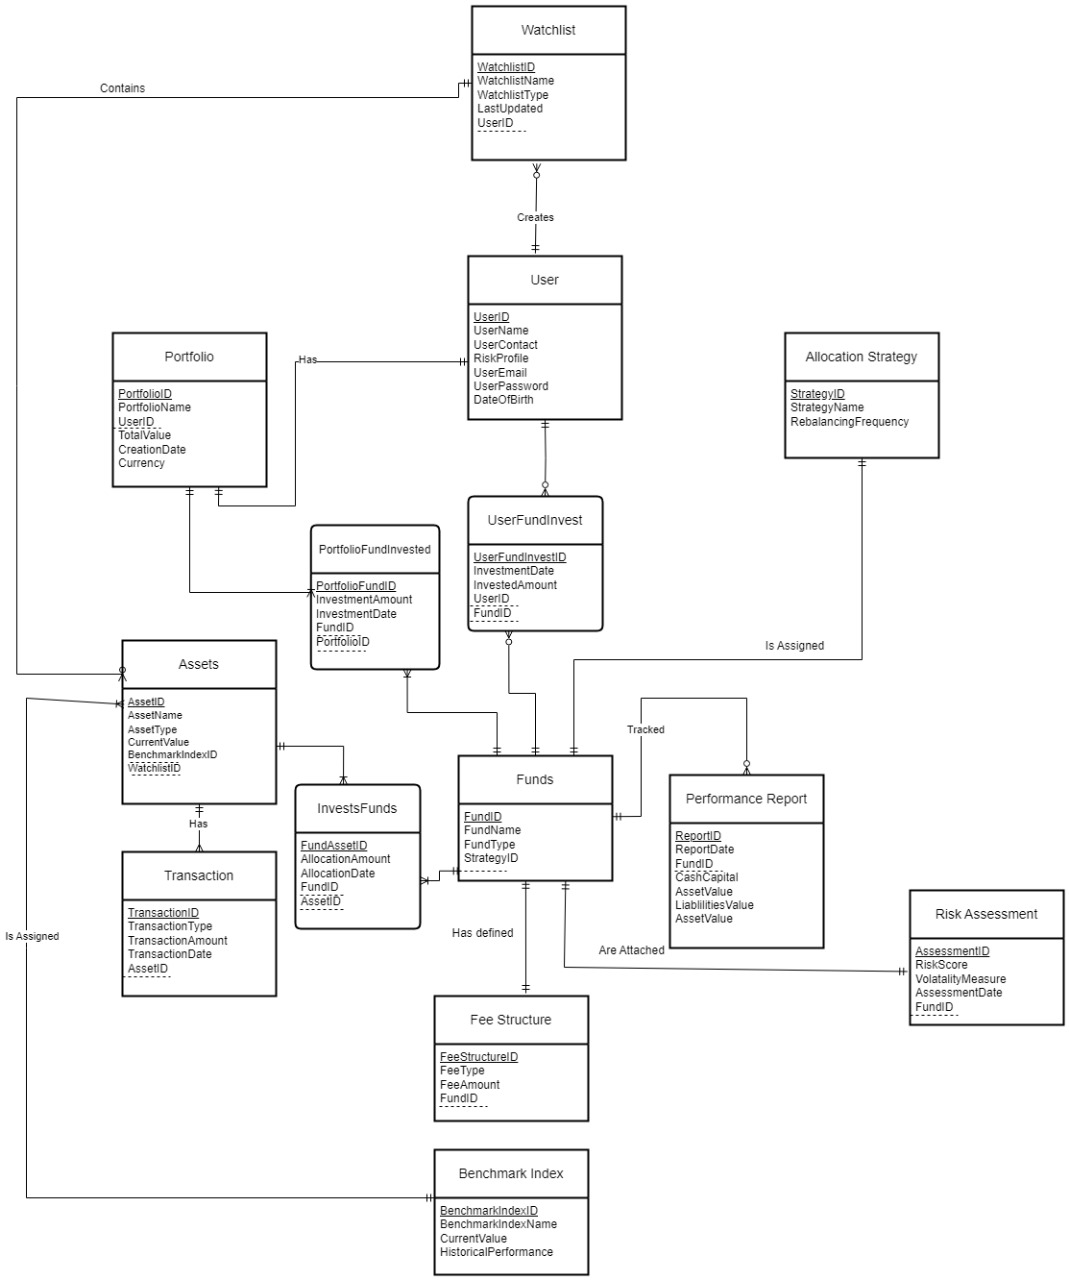 Watchlist
WatchlistID
WatchlistName
WatchlistType
LastUpdated
UserID
Contains
Creates
User
UserID
UserName
UserContact
RiskProfile
UserEmail
UserPassword
DateOfBirth
Has
Portfolio
PortfolioID
PortfolioName
UserID
TotalValue
CreationDate
Currency
Allocation Strategy
StrategyID
StrategyName
RebalancingFrequency
PortfolioFundInvested
PortfolioFundID
InvestmentAmount
InvestmentDate
FundID
PortfolioID
UserFundInvest
UserFundInvestID
InvestmentDate
InvestedAmount
UserID
FundID
Is Assigned
Assets
AssetID
AssetName
AssetType
CurrentValue
BenchmarkIndexID
WatchlistID
Tracked
InvestsFunds
FundAssetID
AllocationAmount
AllocationDate
FundID
AssetID
Funds
FundID
FundName
FundType
StrategyID
Performance Report
ReportID
ReportDate
FundID
CashCapital
AssetValue
LiablilitiesValue
AssetValue
Has
Transaction
TransactionID
TransactionType
TransactionAmount
TransactionDate
AssetID
Is Assigned
Has defined
Are Attached
Risk Assessment
AssessmentID
RiskScore
VolatalityMeasure
AssessmentDate
FundID
Fee Structure
FeeStructureID
FeeType
FeeAmount
FundID
Benchmark Index
BenchmarkIndexID
BenchmarkIndexName
CurrentValue
HistoricalPerformance